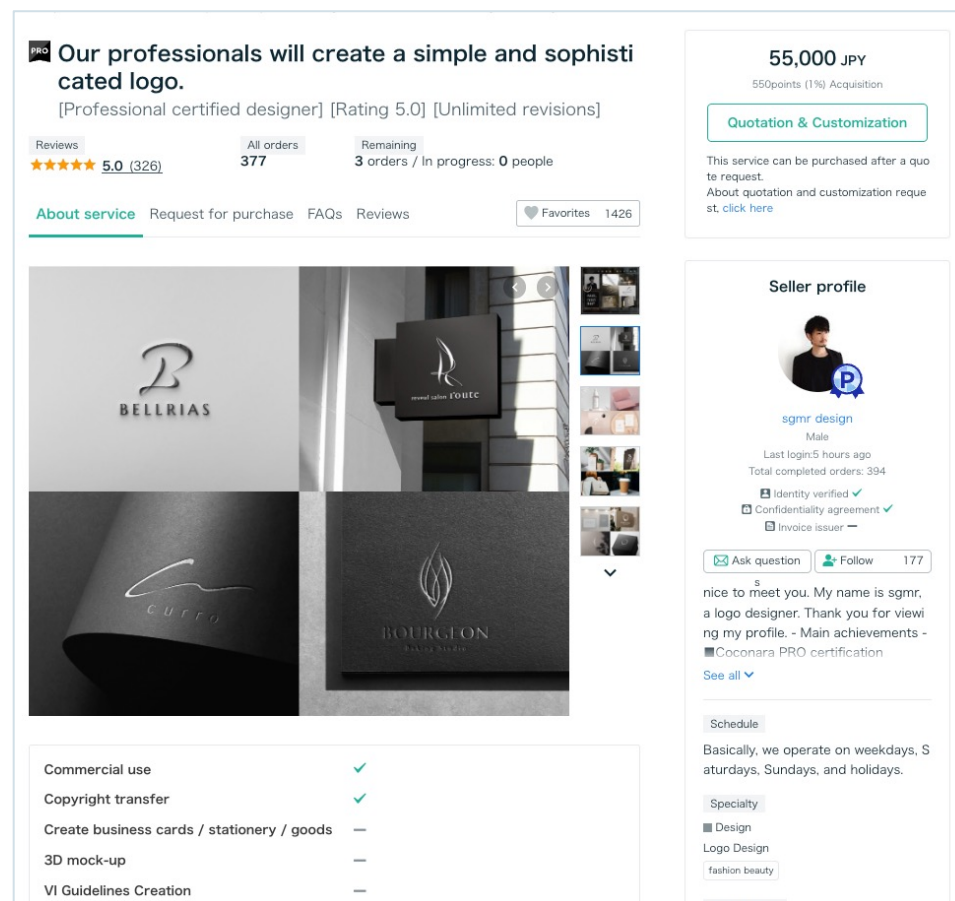 PRO
Our professionals will create a simple and sophisti
cated logo.
[Professional certified designer] [Rating 5.0] [Unlimited revisions]
Reviews
5.0 (326)
All orders
377
Remaining
3 orders / In progress: 0 people
About service
Request for purchase
FAQs
Reviews
Favorites 1426
B
BELLRIAS
reveal salon route
curro
BOURGEON
Baking Studio
Commercial use
Copyright transfer
Create business cards / stationery / goods
3D mock-up
VI Guidelines Creation
55,000 JPY
550points (1%) Acquisition
Quotation & Customization
This service can be purchased after a quo
te request.
About quotation and customization reque
st, click here
Seller profile
P
sgmr design
Male
Last login:5 hours ago
Total completed orders: 394
Identity verified
Confidentiality agreement
Invoice issuer
Ask question
s
Follow 177
nice to meet you. My name is sgmr,
a logo designer. Thank you for viewi
ng my profile. - Main achievements -
■Coconara PRO certification
See all
Schedule
Basically, we operate on weekdays, S
aturdays, Sundays, and holidays.
Specialty
Design
Logo Design
fashion beauty